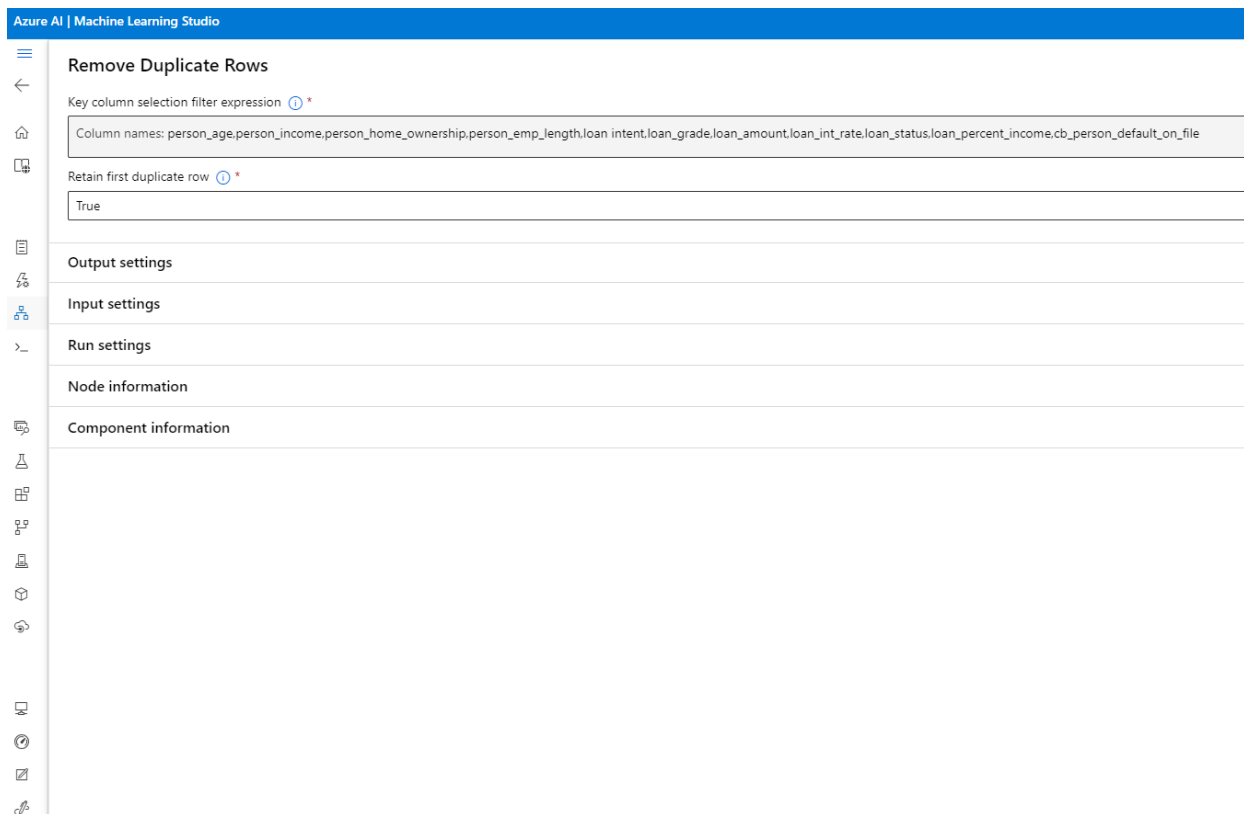 Azure AI | Machine Learning Studio
Remove Duplicate Rows
Key column selection filter expression *
Column names: person_age,person_income,person_home_ownership,person_emp_length,loan intent,loan_grade,loan_amount,loan_int_rate,loan_status,loan_percent_income,cb_person_default_on_file
Retain first duplicate row *
True
Output settings
Input settings
Run settings
Node information
Component information